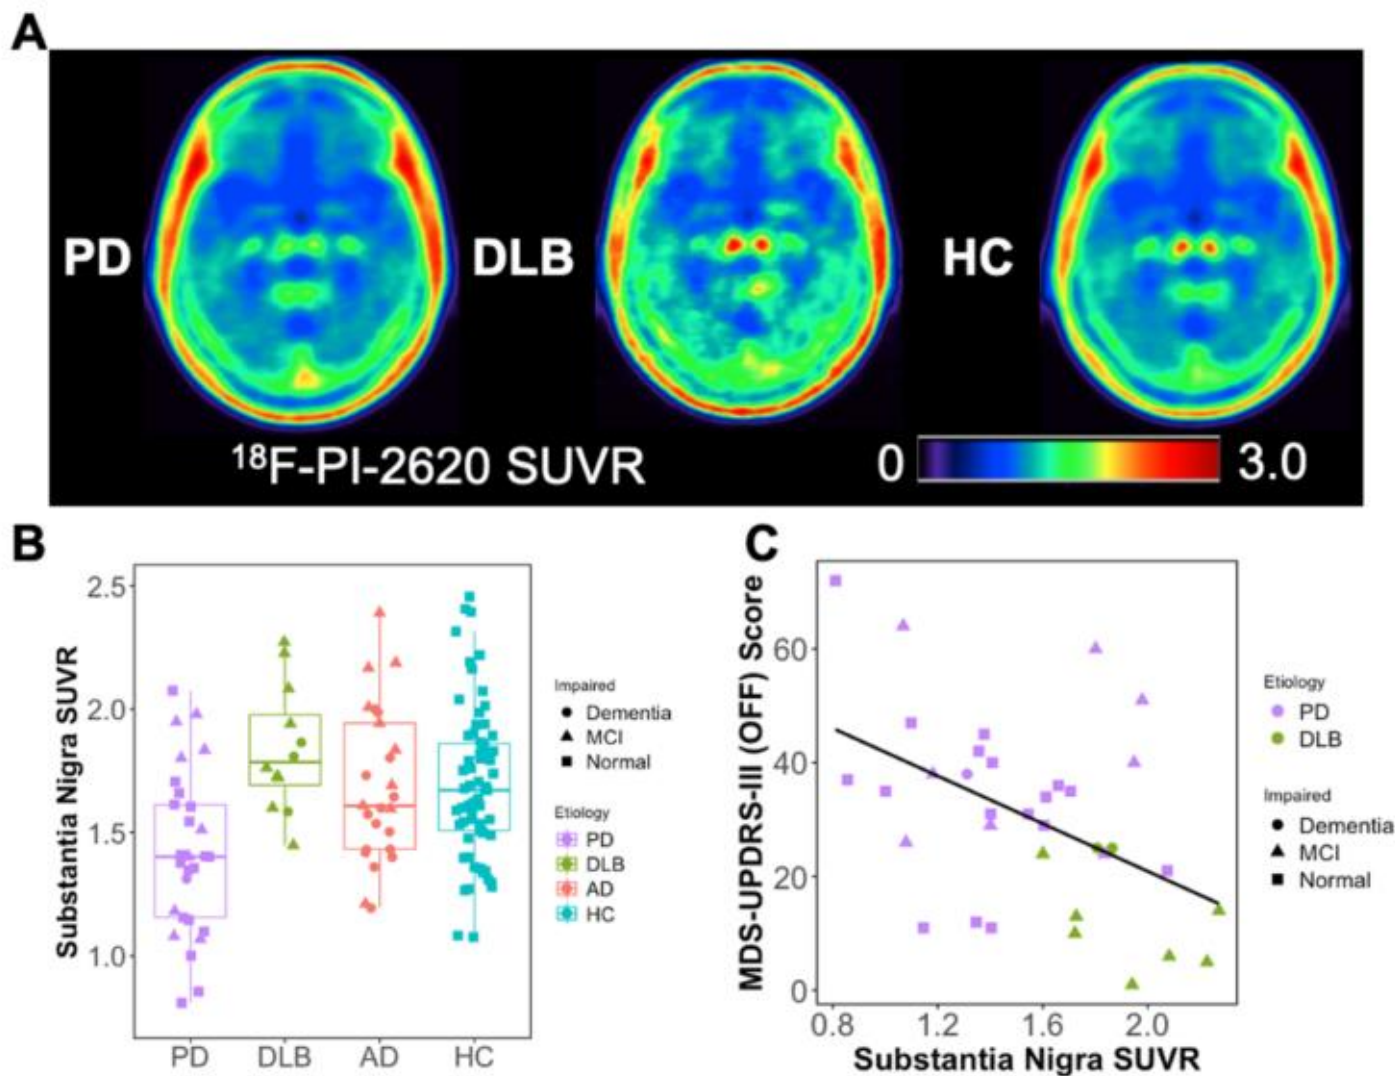 A
PD
DLB
HC
¹⁸F-PI-2620 SUVR
0
3.0
B
Substantia Nigra SUVR
2.5
2.0
1.5
1.0
PD
DLB
AD
HC
Impaired
Dementia
MCI
Normal
Etiology
PD
DLB
AD
HC
C
MDS-UPDRS-III (OFF) Score
60
40
20
0
0.8
1.2
1.6
2.0
Substantia Nigra SUVR
Etiology
PD
DLB
Impaired
Dementia
MCI
Normal